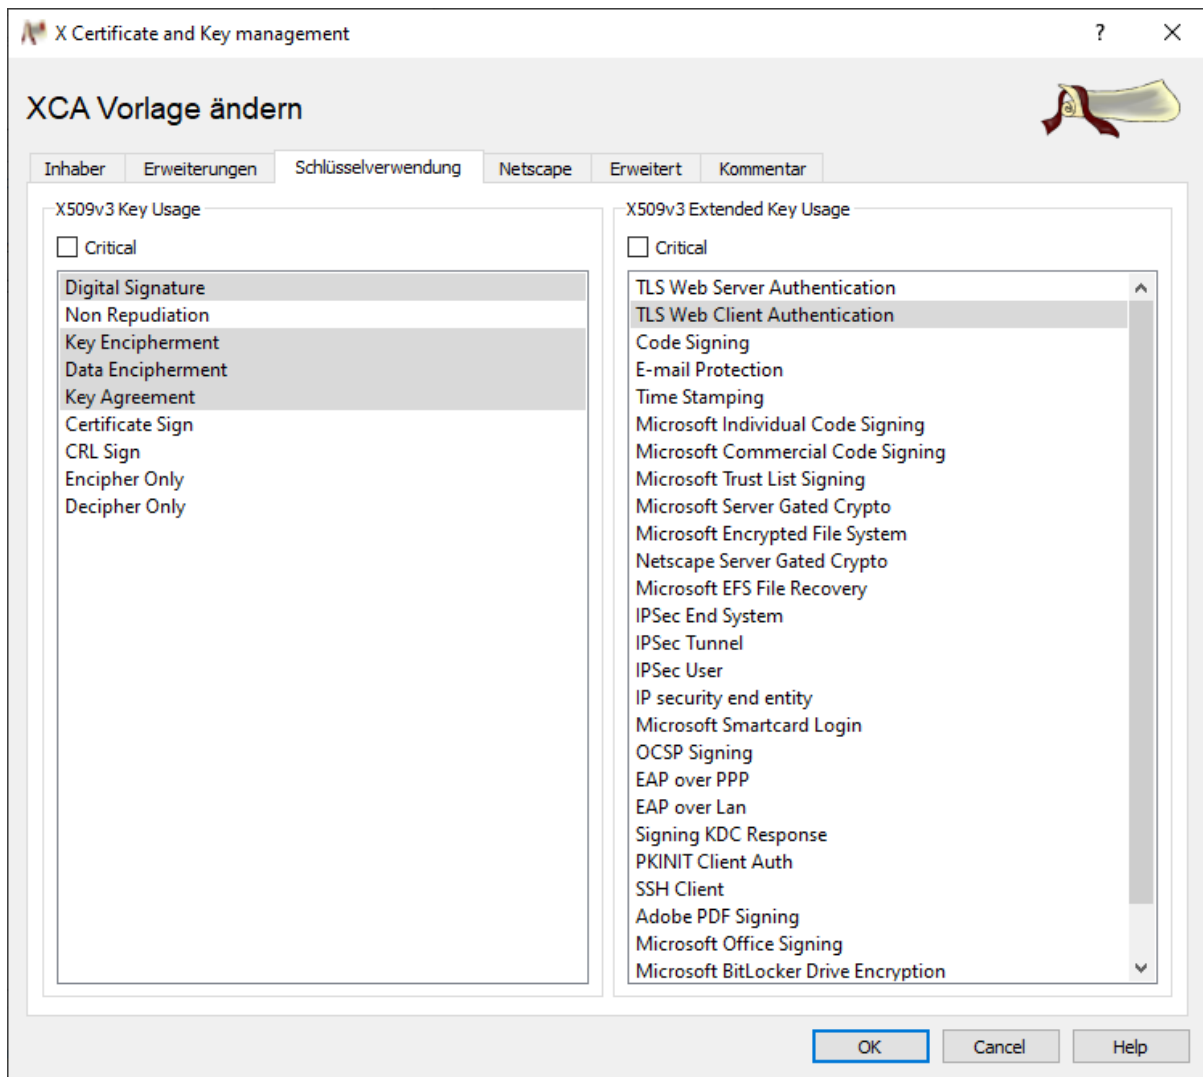 X Certificate and Key management
XCA Vorlage ändern
Inhaber
Erweiterungen
Schlüsselverwendung
Netscape
Erweitert
Kommentar
X509v3 Key Usage
Critical
Digital Signature
Non Repudiation
Key Encipherment
Data Encipherment
Key Agreement
Certificate Sign
CRL Sign
Encipher Only
Decipher Only
X509v3 Extended Key Usage
Critical
TLS Web Server Authentication
TLS Web Client Authentication
Code Signing
E-mail Protection
Time Stamping
Microsoft Individual Code Signing
Microsoft Commercial Code Signing
Microsoft Trust List Signing
Microsoft Server Gated Crypto
Microsoft Encrypted File System
Netscape Server Gated Crypto
Microsoft EFS File Recovery
IPSec End System
IPSec Tunnel
IPSec User
IP security end entity
Microsoft Smartcard Login
OCSP Signing
EAP over PPP
EAP over Lan
Signing KDC Response
PKINIT Client Auth
SSH Client
Adobe PDF Signing
Microsoft Office Signing
Microsoft BitLocker Drive Encryption
OK
Cancel
Help